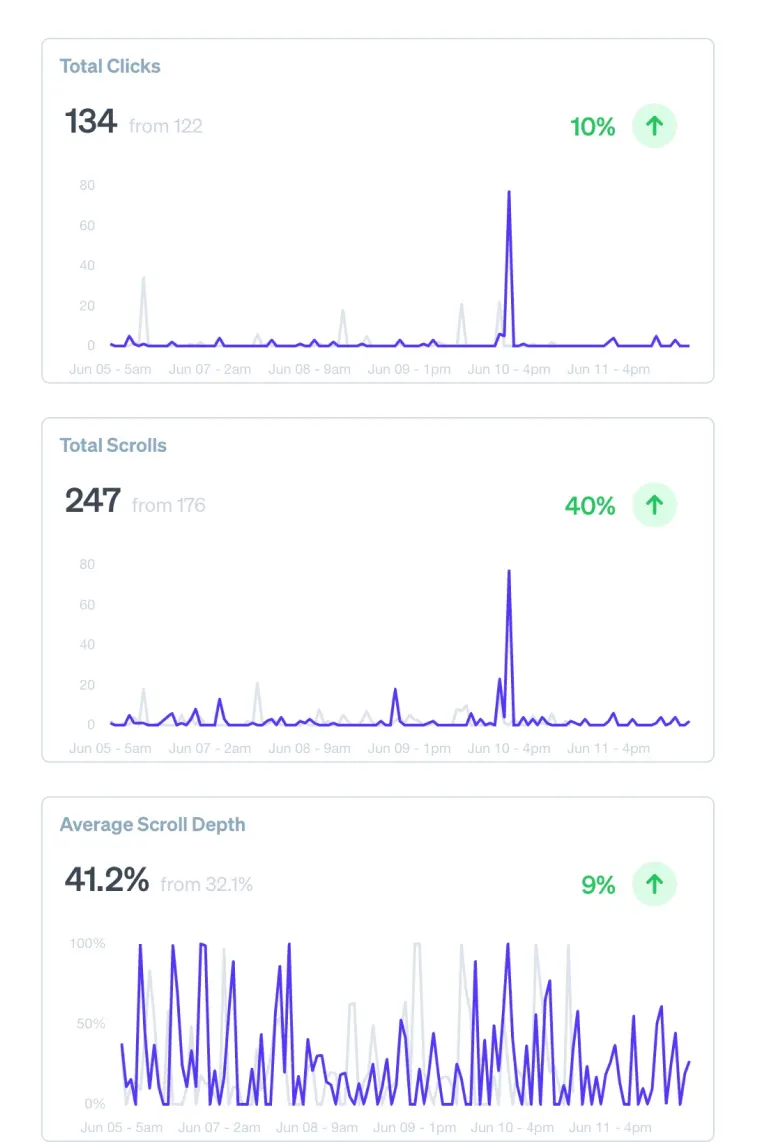 Total Clicks
134 from 122
10%
80
60
40
20
0
Jun 05 - 5am Jun 07 - 2am Jun 08 - 9am Jun 09 - 1pm Jun 10 - 4pm Jun 11 - 4pm
Total Scrolls
247 from 176
40%
80
60
40
20
0
Jun 05 - 5am Jun 07 - 2am Jun 08 - 9am Jun 09 - 1pm Jun 10 - 4pm Jun 11 - 4pm
Average Scroll Depth
41.2% from 32.1%
9%
100%
50%
0%
Jun 05 - 5am Jun 07 - 2am Jun 08 - 9am Jun 09 - 1pm Jun 10 - 4pm Jun 11 - 4pm